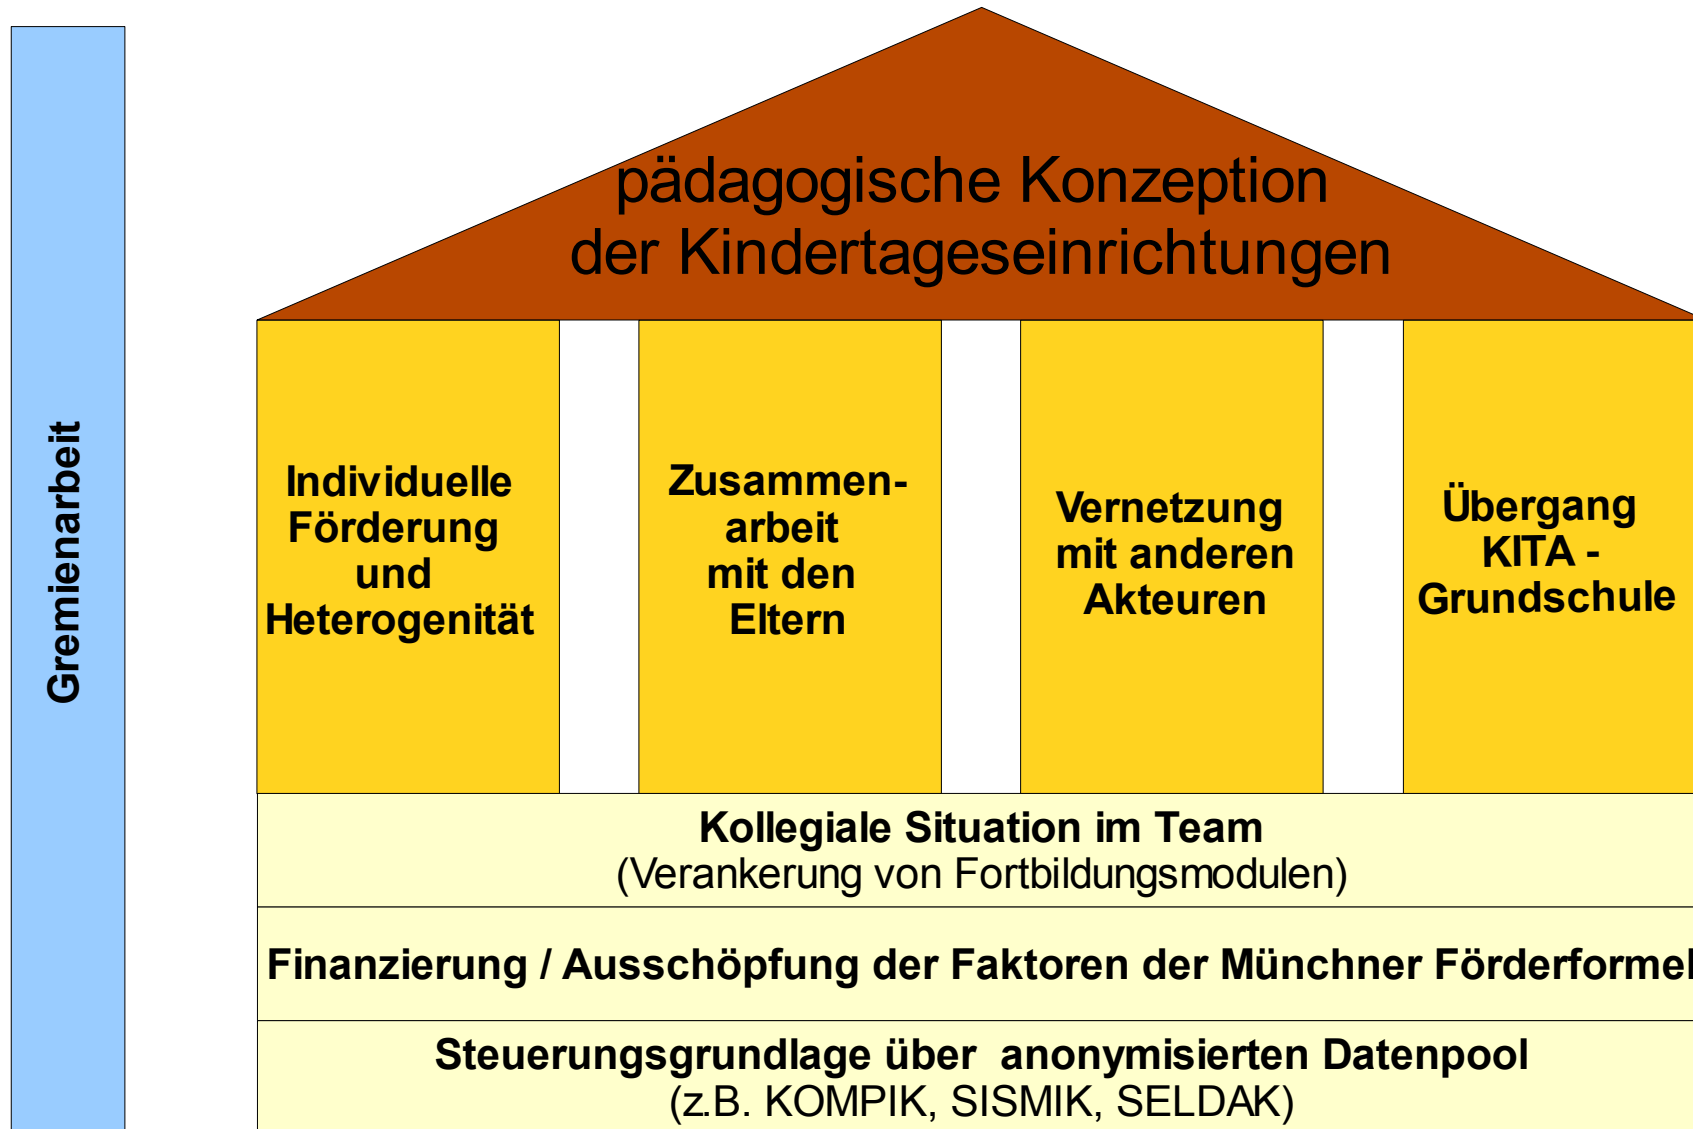 Gremienarbeit
pädagogische Konzeption
der Kindertageseinrichtungen
Individuelle
Förderung
und
Heterogenität
Zusammen-
arbeit
mit den
Eltern
Vernetzung
mit anderen
Akteuren
Übergang
KITA -
Grundschule
Kollegiale Situation im Team
(Verankerung von Fortbildungsmodulen)
Finanzierung / Ausschöpfung der Faktoren der Münchner Förderformel
Steuerungsgrundlage über anonymisierten Datenpool
(z.B. KOMPIK, SISMIK, SELDAK)